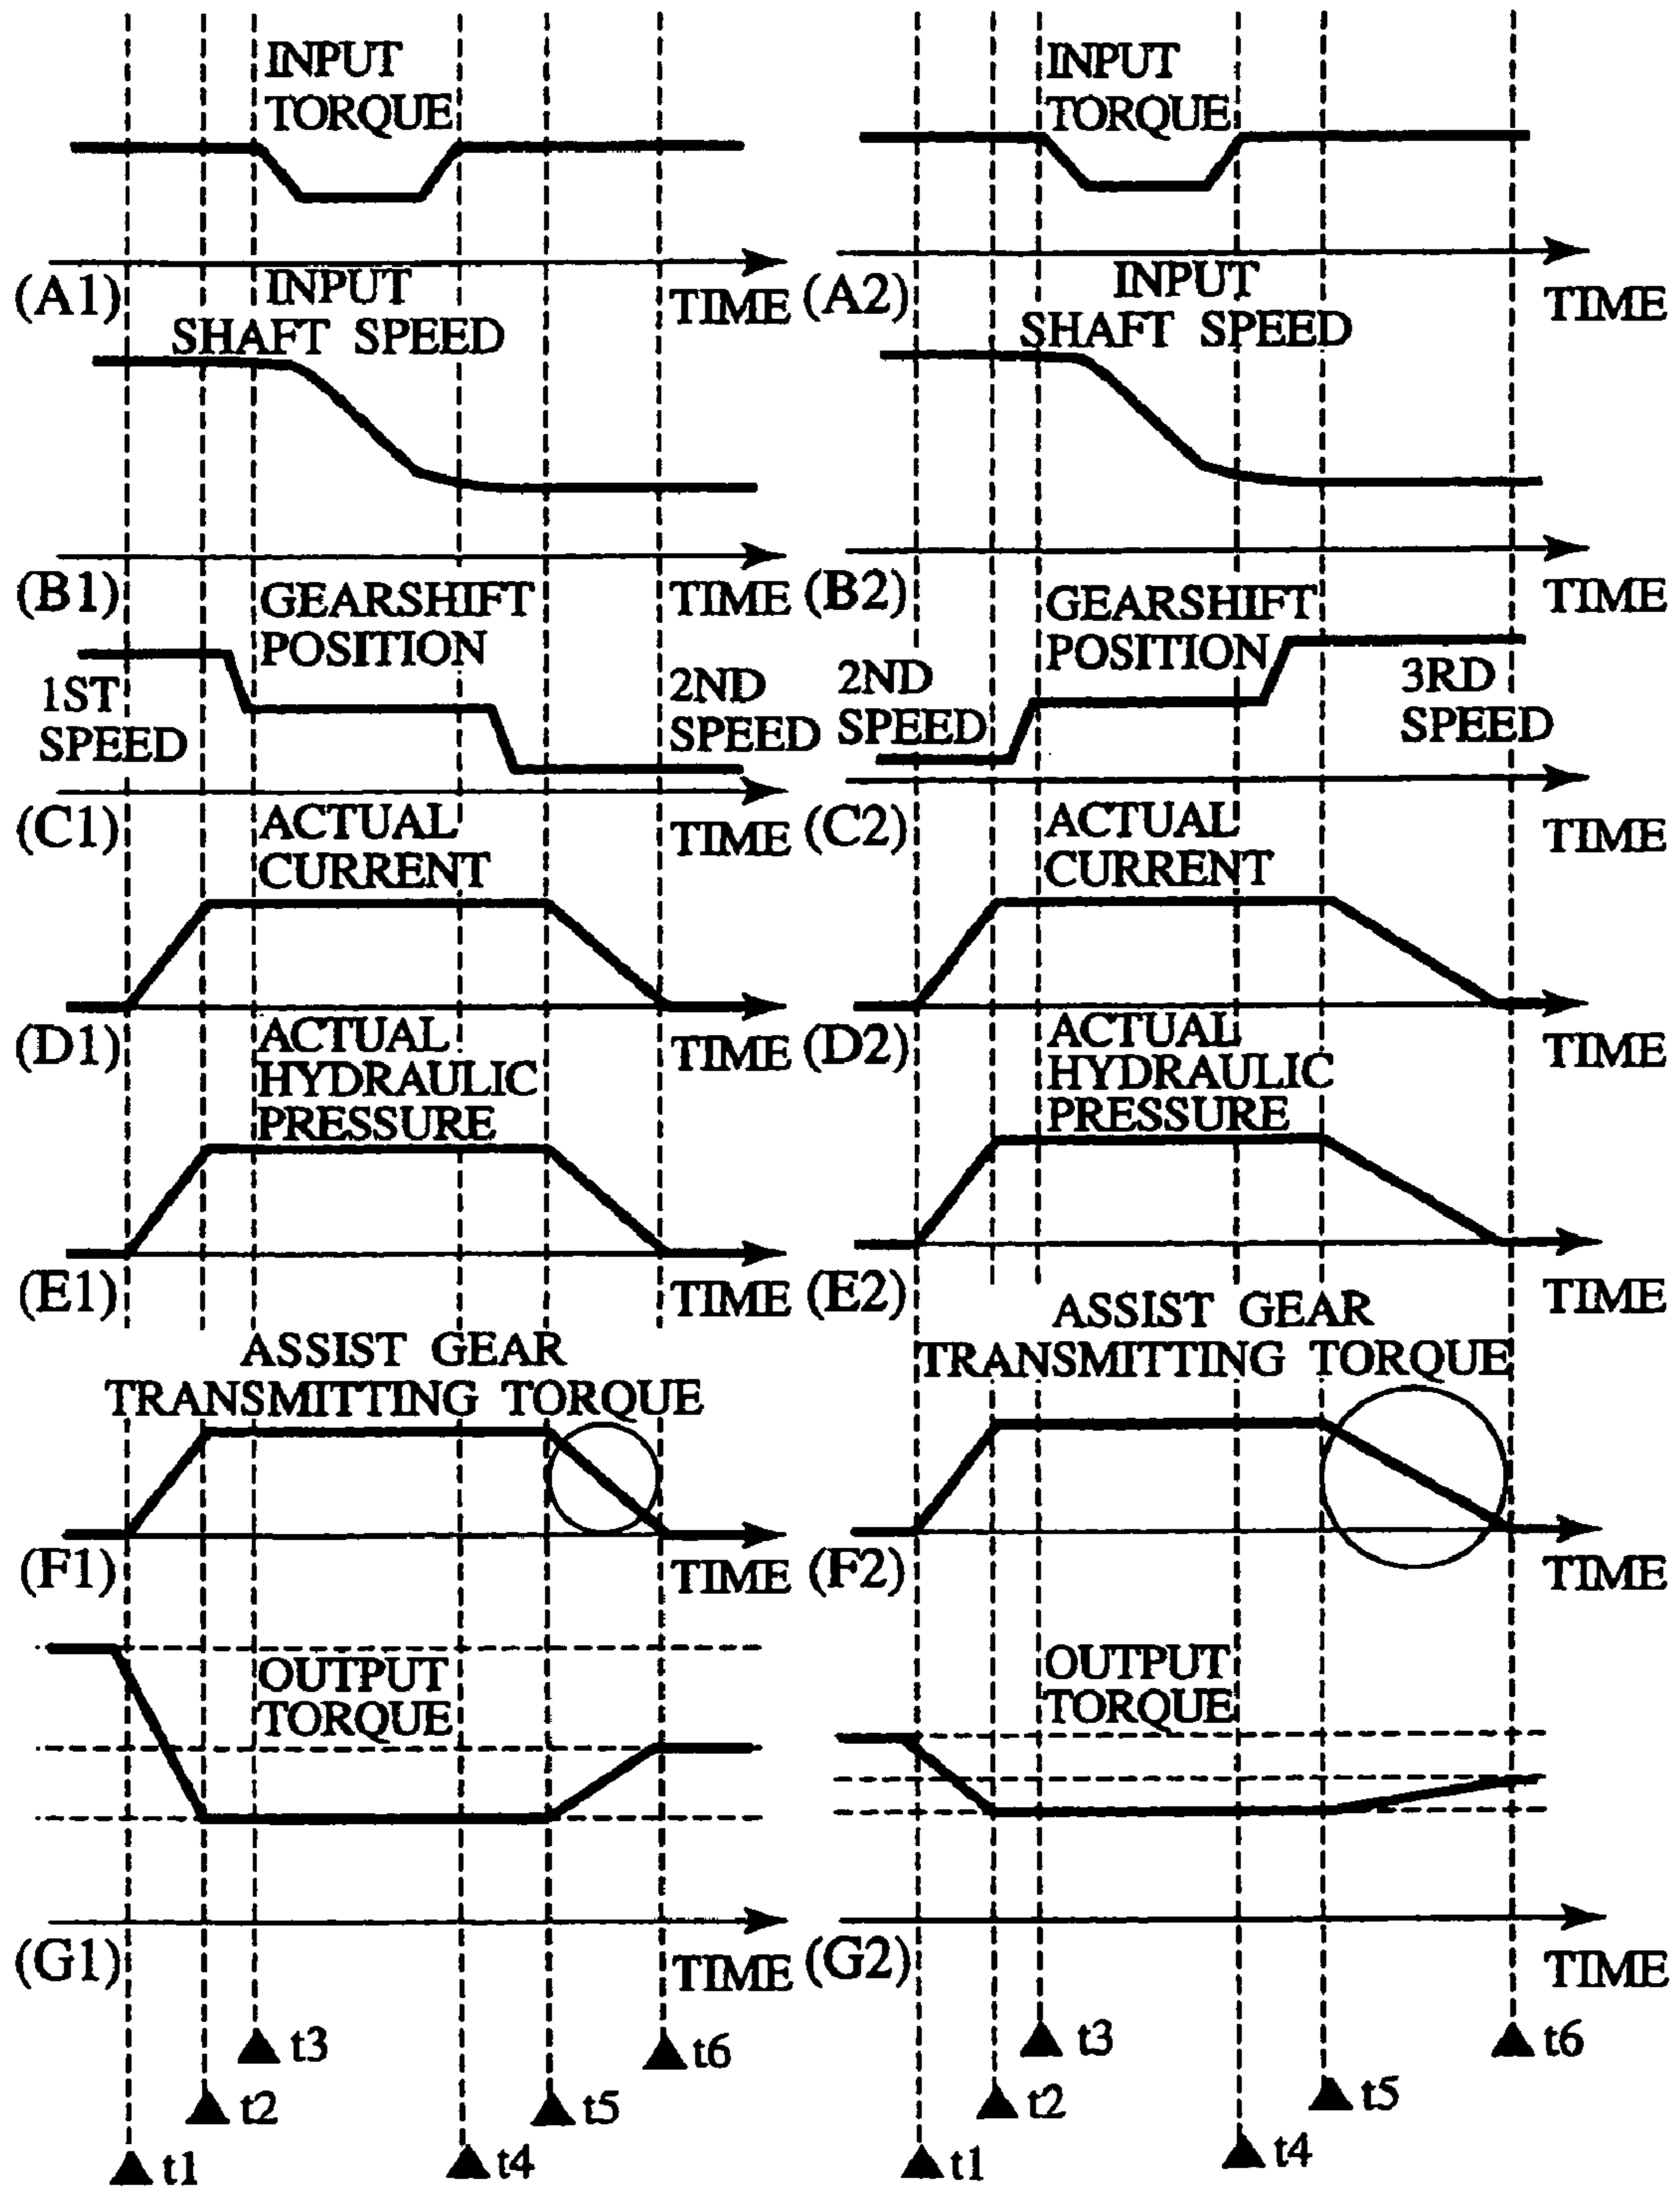 INPUT
TORQUE
(A1)
TIME
INPUT
SHAFT SPEED
(B1)
TIME
GEARSHIFT
POSITION
1ST
SPEED
2ND
SPEED
(C1)
TIME
ACTUAL
CURRENT
(D1)
TIME
ACTUAL
HYDRAULIC
PRESSURE
(E1)
TIME
ASSIST GEAR
TRANSMITTING TORQUE
(F1)
TIME
OUTPUT
TORQUE
(G1)
TIME
t3
t6
t2
t5
t1
t4
INPUT
TORQUE
(A2)
TIME
INPUT
SHAFT SPEED
(B2)
TIME
GEARSHIFT
POSITION
2ND
SPEED
3RD
SPEED
(C2)
TIME
ACTUAL
CURRENT
(D2)
TIME
ACTUAL
HYDRAULIC
PRESSURE
(E2)
TIME
ASSIST GEAR
TRANSMITTING TORQUE
(F2)
TIME
OUTPUT
TORQUE
(G2)
TIME
t3
t6
t2
t5
t1
t4